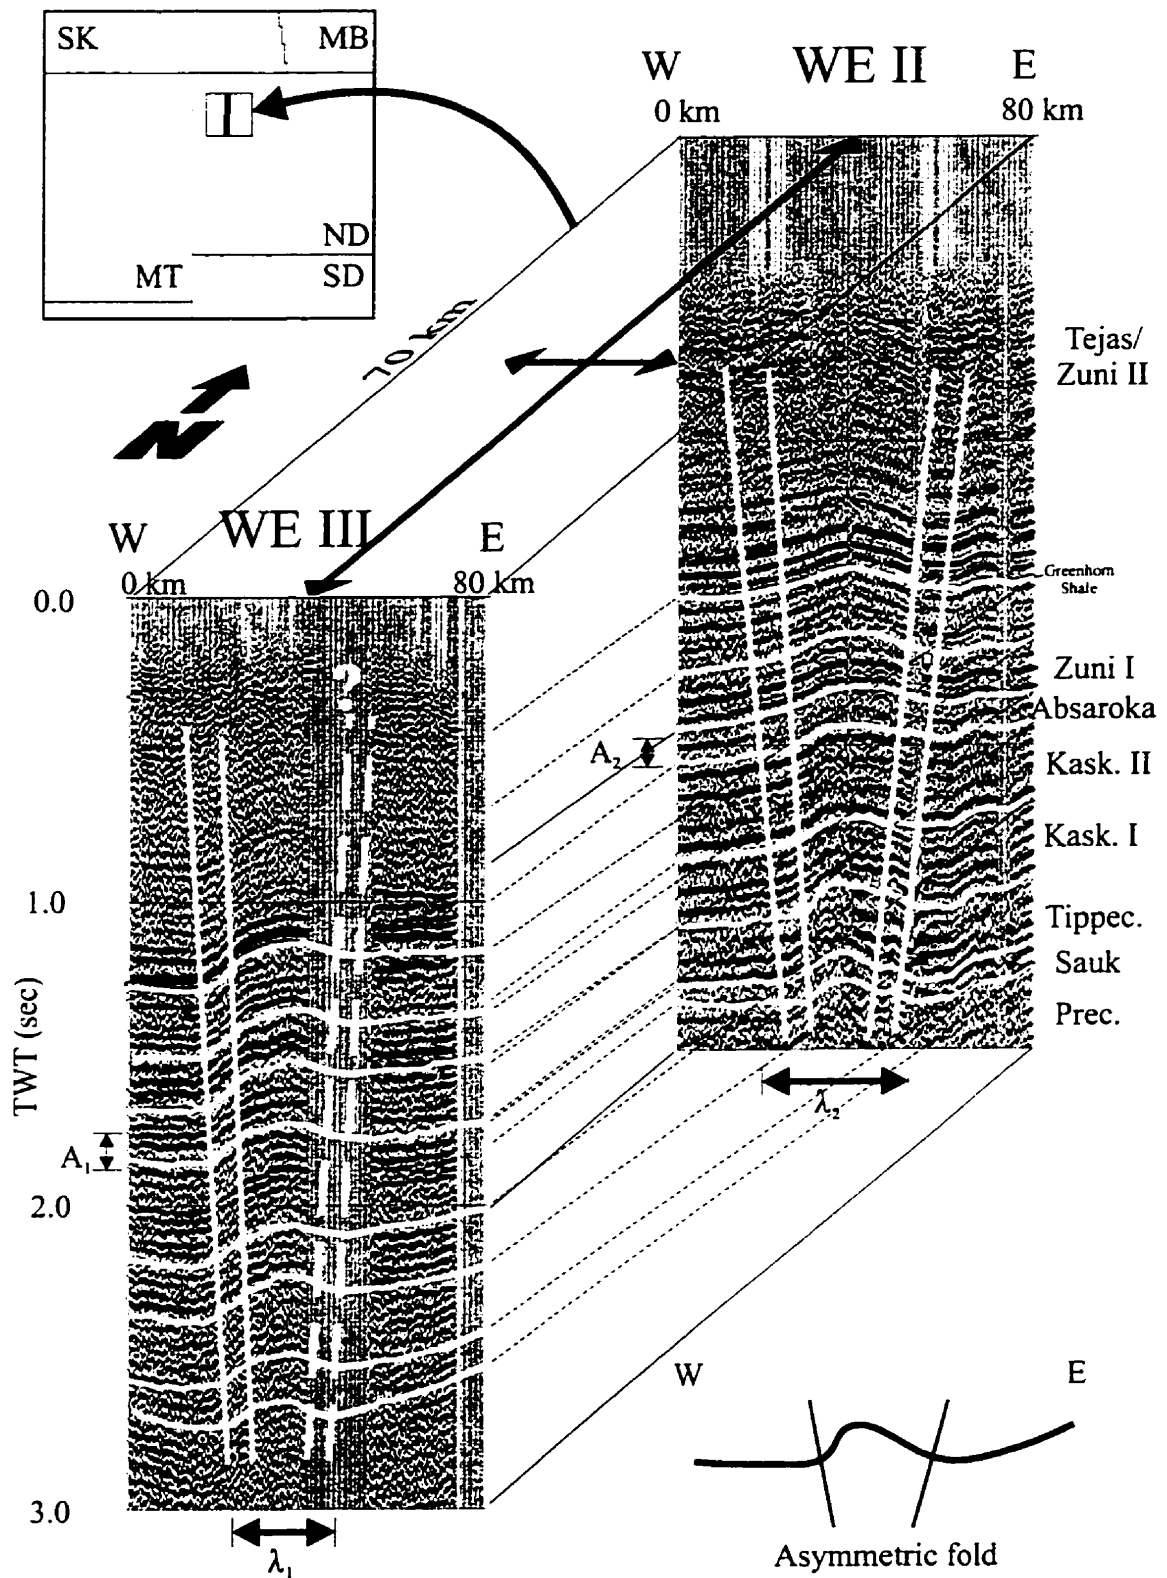 SK MB
ND
MT SD
W WE II E
0 km 80 km
70 km
N
Tejas/
Zuni II
Greenhorn
Shale
Zuni I
Absaroka
A₂
Kask. II
Kask. I
Tippec.
Sauk
Prec.
λ₂
W WE III E
0 km 80 km
0.0
?
1.0
TWT (sec)
A₁
2.0
3.0
λ₁
W E
Asymmetric fold